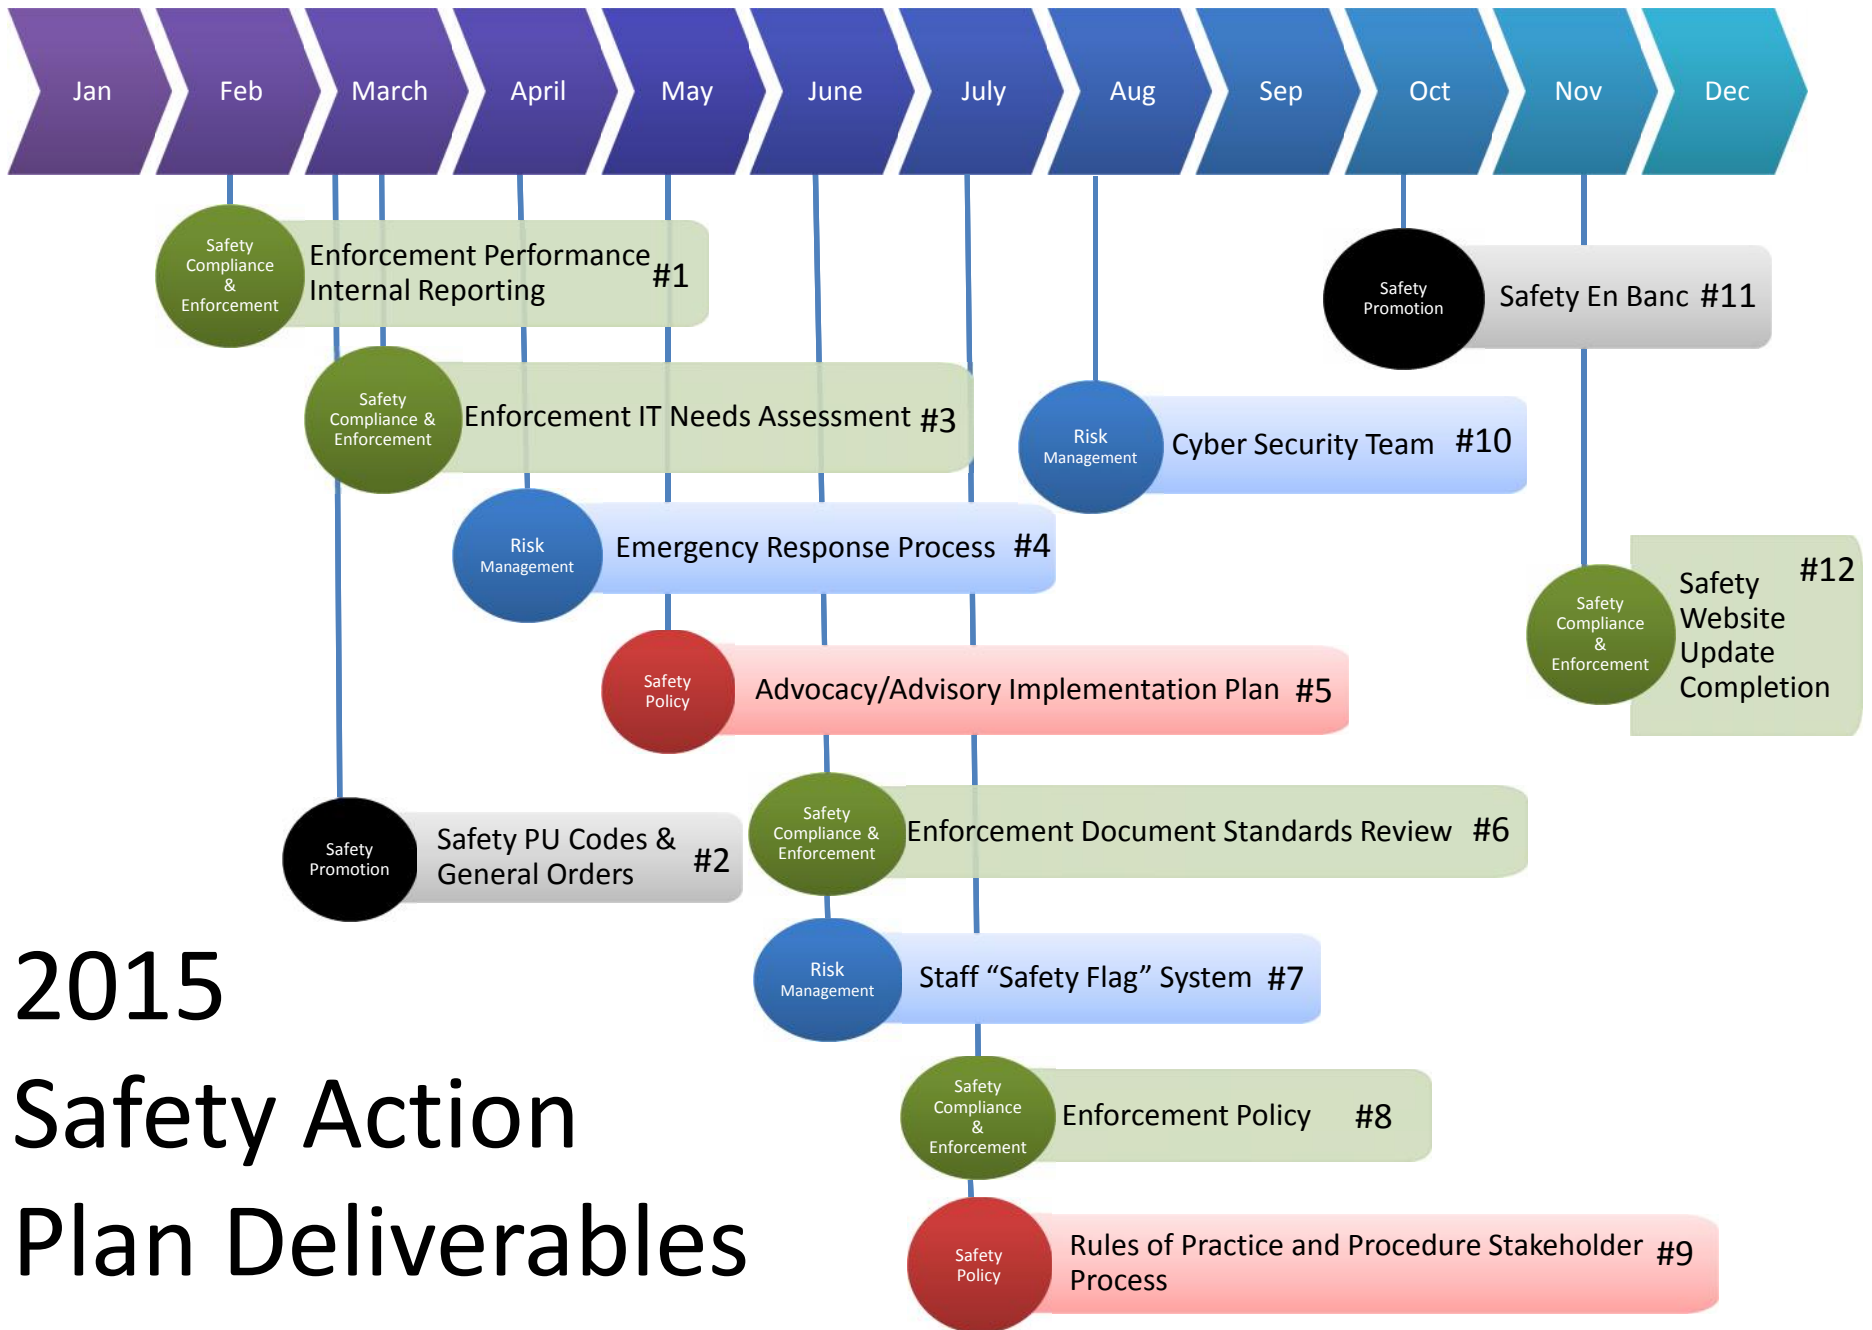 Jan Feb March April May June July Aug Sep Oct Nov Dec
Safety
Compliance
&
Enforcement
Enforcement Performance
Internal Reporting
#1
Safety
Promotion
Safety En Banc #11
Safety
Compliance &
Enforcement
Enforcement IT Needs Assessment #3
Risk
Management
Cyber Security Team #10
Risk
Management
Emergency Response Process #4
Safety
Compliance
&
Enforcement
#12
Safety
Website
Update
Completion
Safety
Policy
Advocacy/Advisory Implementation Plan #5
Safety
Compliance &
Enforcement
Enforcement Document Standards Review #6
Safety
Promotion
Safety PU Codes &
General Orders
#2
Risk
Management
Staff “Safety Flag” System #7
Safety
Compliance
&
Enforcement
Enforcement Policy #8
Safety
Policy
Rules of Practice and Procedure Stakeholder
Process
#9
2015
Safety Action
Plan Deliverables